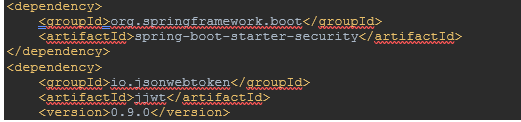 <dependency>
<groupId>org.springframework.boot</groupId>
<artifactId>spring-boot-starter-security</artifactId>
</dependency>
<dependency>
<groupId>io.jsonwebtoken</groupId>
<artifactId>jjwt</artifactId>
<version>0.9.0</version>